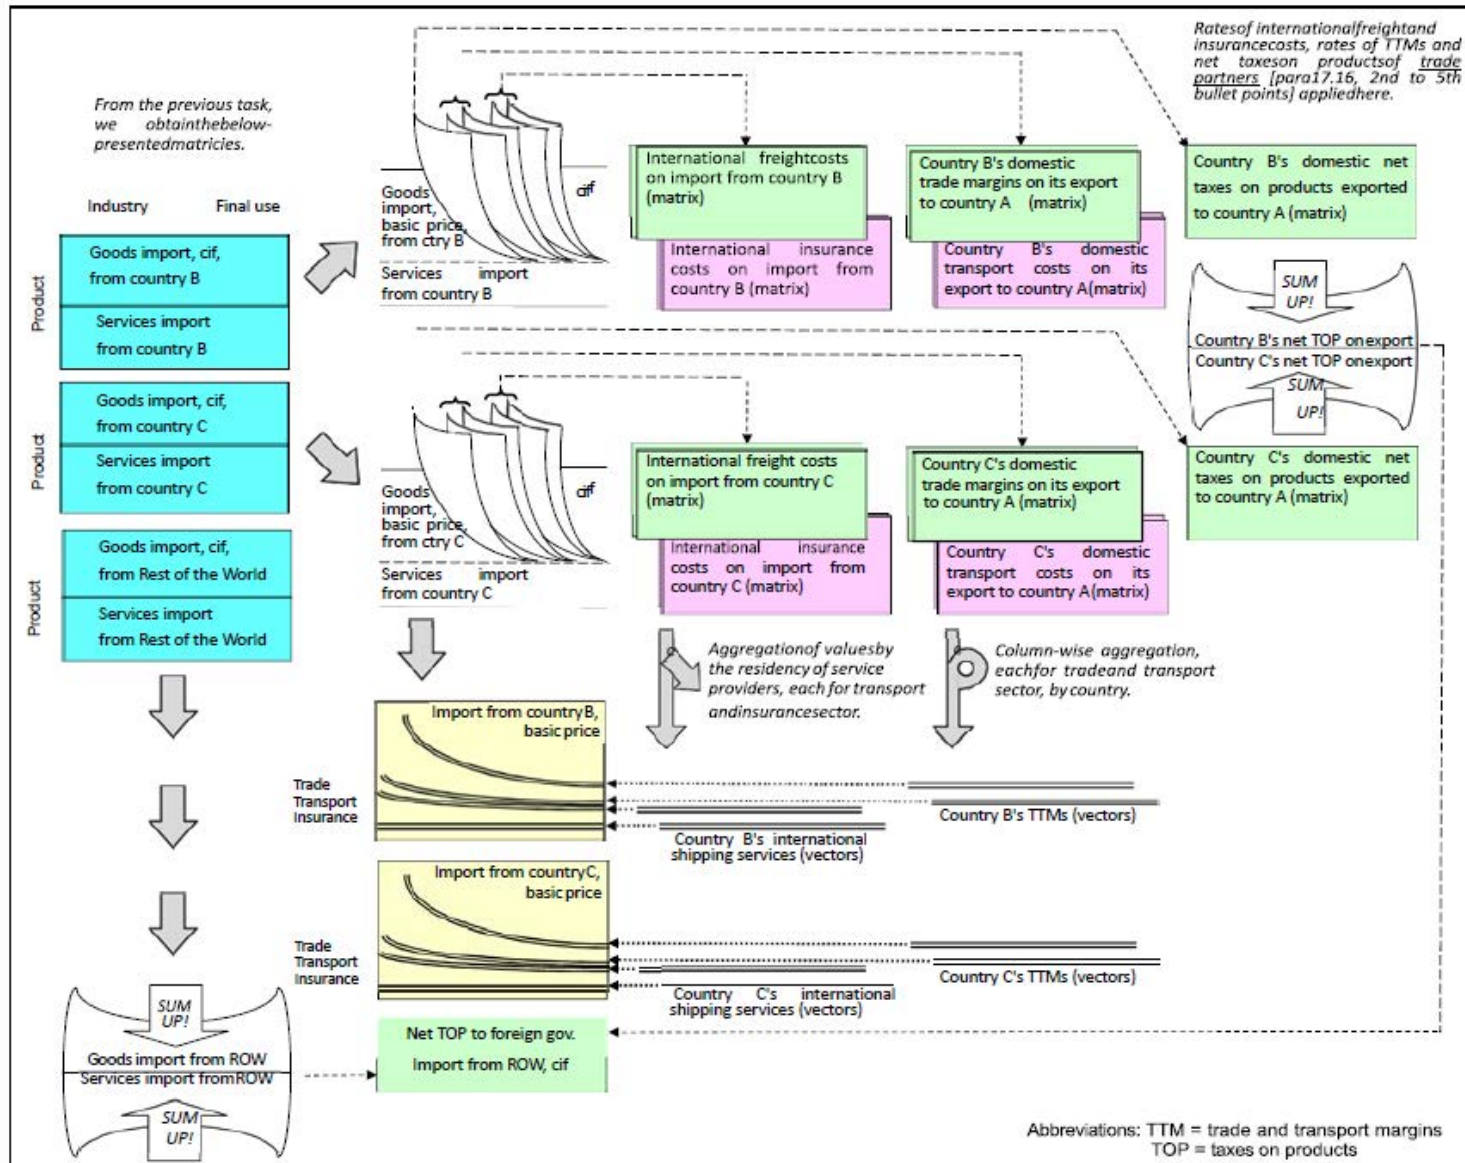 Ratesof internationalfreightand
insurancecosts, rates of TTMs and
net taxeson productsof trade
partners [para17.16, 2nd to 5th
bullet points] appliedhere.
From the previous task,
we obtainthebelow-
presentedmatricies.
Industry Final use
Product
Goods import, cif,
from country B
Services import
from country B
Product
Goods import, cif,
from country C
Services import
from country C
Product
Goods import, cif,
from Rest of the World
Services import
from Rest of the World
Goods
import,
basic price,
from ctry B
cif
Services import
from country B
International freightcosts
on import from country B
(matrix)
International insurance
costs on import from
country B (matrix)
Country B's domestic
trade margins on its export
to country A (matrix)
Country B's domestic
transport costs on its
export to country A(matrix)
Country B's domestic net
taxes on products exported
to country A (matrix)
SUM
UP!
Country B's net TOP onexport
Country C's net TOP onexport
SUM
UP!
Goods
import,
basic price,
from ctry C
cif
Services import
from country C
International freight costs
on import from country C
(matrix)
International insurance
costs on import from
country C (matrix)
Country C's domestic
trade margins on its export
to country A (matrix)
Country C's domestic
transport costs on its
export to country A(matrix)
Country C's domestic net
taxes on products exported
to country A (matrix)
Aggregationof valuesby
the residency of service
providers, each for transport
andinsurancesector.
Column-wise aggregation,
eachfor tradeand transport
sector, by country.
Import from countryB,
basic price
Trade
Transport
Insurance
Country B's TTMs (vectors)
Country B's international
shipping services (vectors)
Import from countryC,
basic price
Trade
Transport
Insurance
Country C's TTMs (vectors)
Country C's international
shipping services (vectors)
SUM
UP!
Goods import from ROW
Services import fromROW
SUM
UP!
Net TOP to foreign gov.
Import from ROW, cif
Abbreviations: TTM = trade and transport margins
TOP = taxes on products